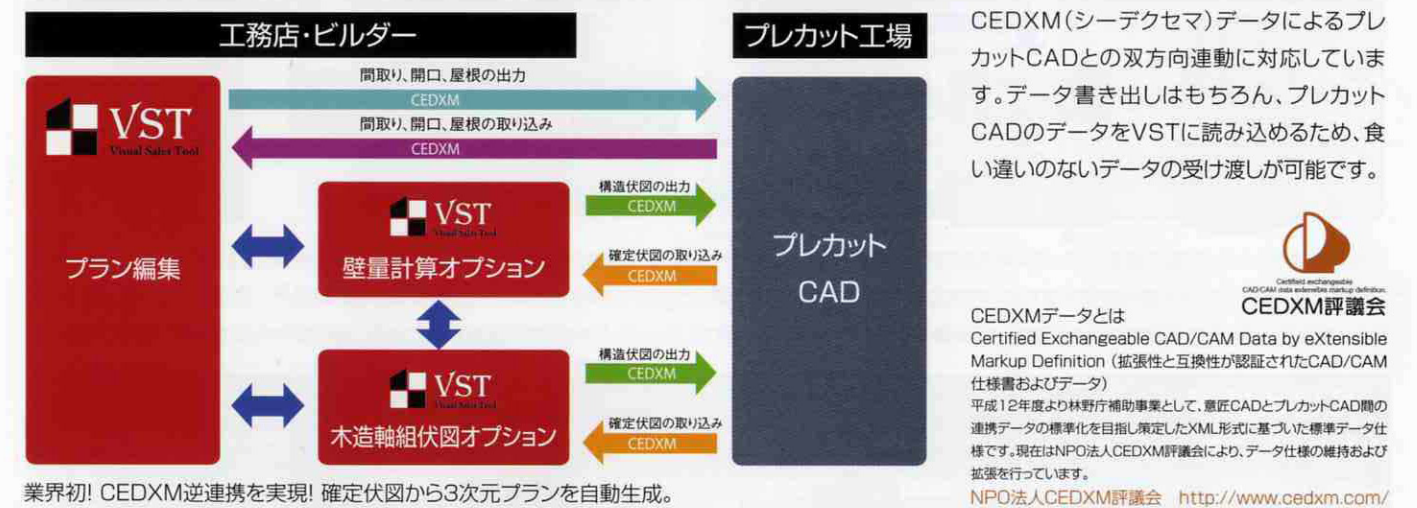 工務店・ビルダー
プレカット工場
VST
Visual Sales Tool
プラン編集
間取り、開口、屋根の出力
CEDXM
間取り、開口、屋根の取り込み
CEDXM
VST
Visual Sales Tool
壁量計算オプション
構造伏図の出力
CEDXM
確定伏図の取り込み
CEDXM
VST
Visual Sales Tool
木造軸組伏図オプション
構造伏図の出力
CEDXM
確定伏図の取り込み
CEDXM
プレカット
CAD
業界初! CEDXM逆連携を実現! 確定伏図から3次元プランを自動生成。
CEDXM(シーデクセマ)データによるプレ
カットCADとの双方向連動に対応していま
す。データ書き出しはもちろん、プレカット
CADのデータをVSTに読み込めるため、食
い違いのないデータの受け渡しが可能です。
Certified exchangeable
CAD/CAM data extensible markup definition
CEDXM評議会
CEDXMデータとは
Certified Exchangeable CAD/CAM Data by eXtensible
Markup Definition (拡張性と互換性が認証されたCAD/CAM
仕様書およびデータ)
平成12年度より林野庁補助事業として、意匠CADとプレカットCAD間の
連携データの標準化を目指し策定したXML形式に基づいた標準データ仕
様です。現在はNPO法人CEDXM評議会により、データ仕様の維持および
拡張を行っています。
NPO法人CEDXM評議会 http://www.cedxm.com/